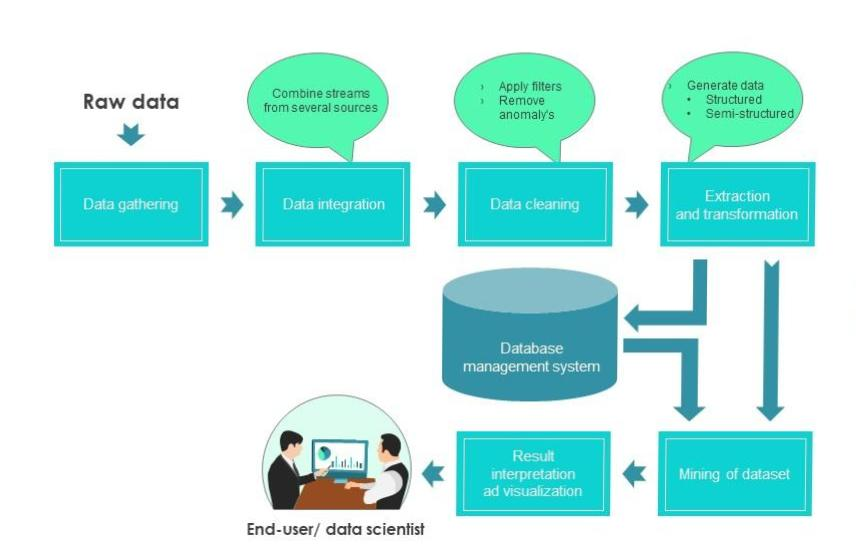 Raw data
Combine streams
from several sources
› Apply filters
› Remove
anomaly's
› Generate data
• Structured
• Semi-structured
Data gathering
Data integration
Data cleaning
Extraction
and transformation
Database
management system
Result
interpretation
ad visualization
Mining of dataset
End-user/ data scientist